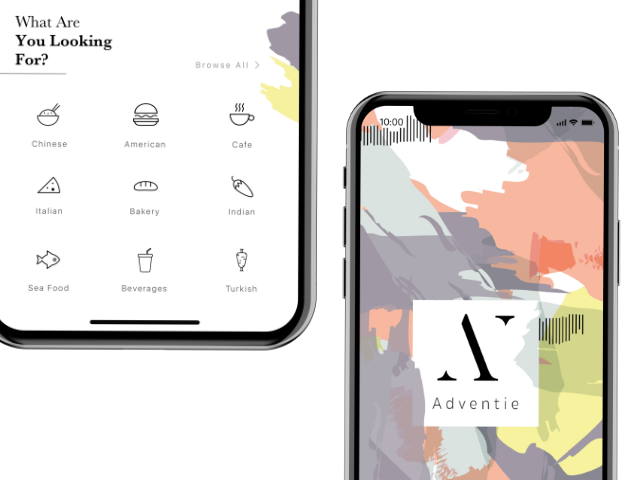 What Are
You Looking
For?
Browse All >
Chinese
American
Cafe
Italian
Bakery
Indian
Sea Food
Beverages
Turkish
10:00
A
Adventie